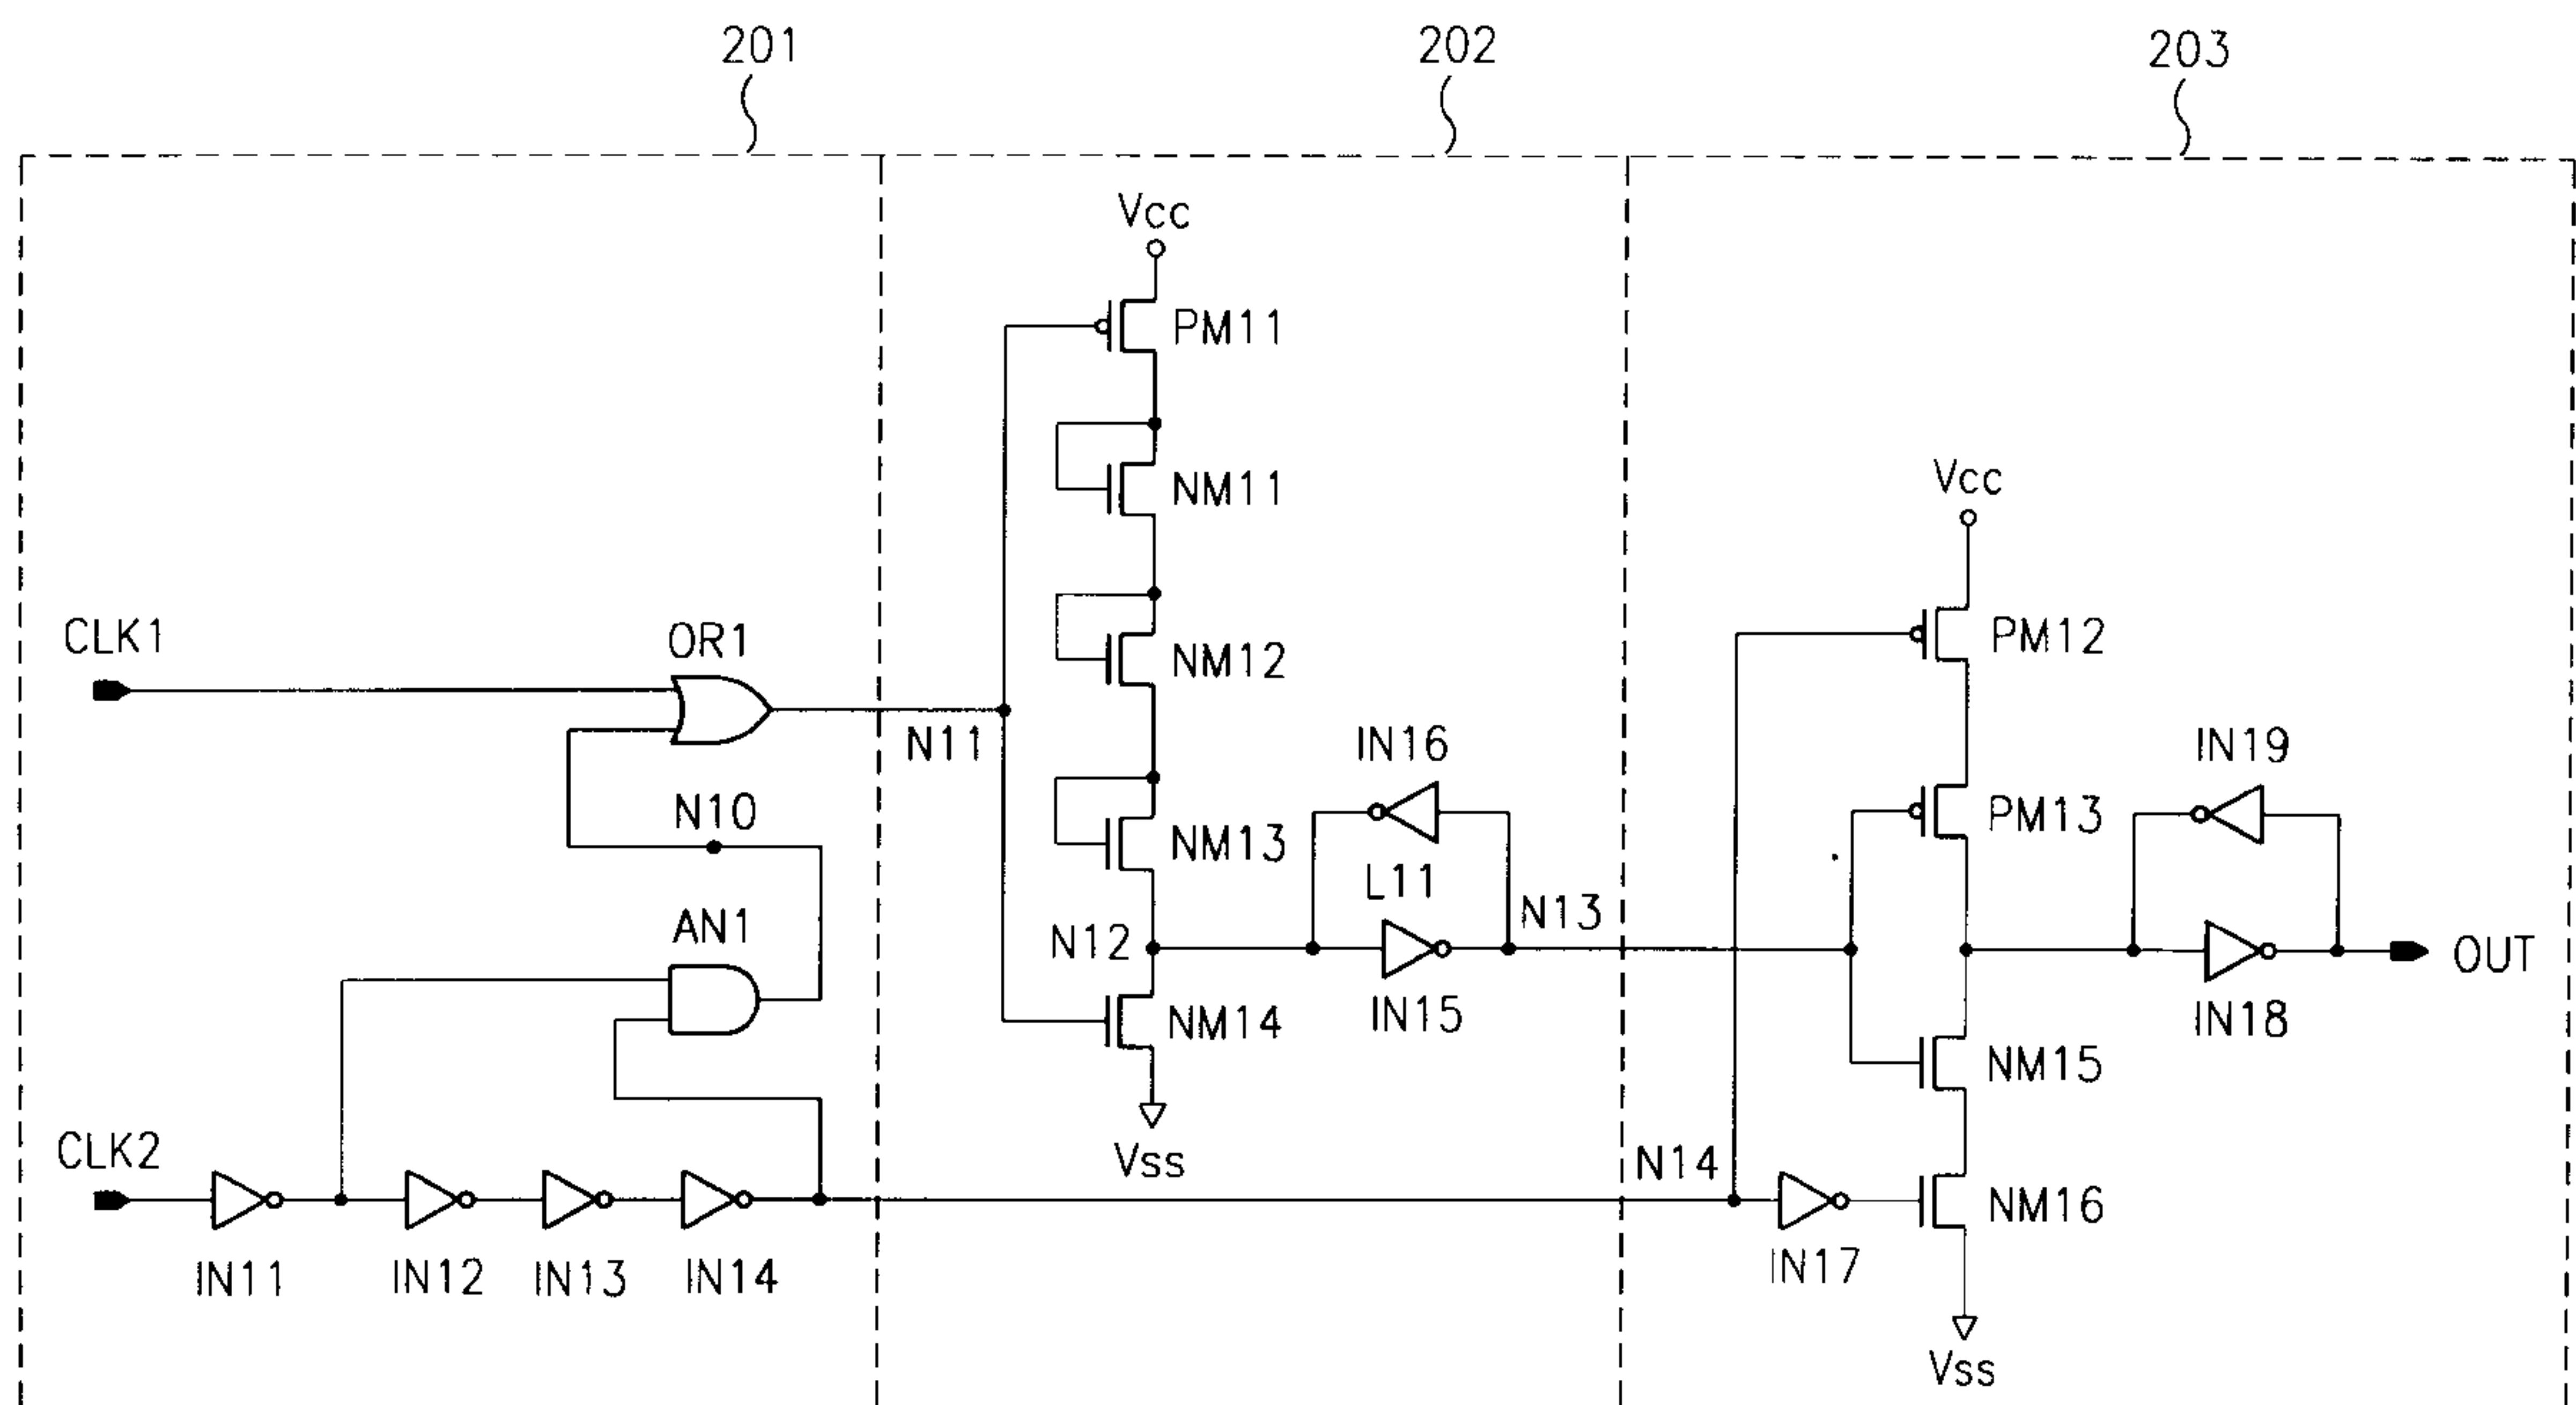 201
202
203
Vcc
PM11
NM11
Vcc
CLK1
OR1
NM12
PM12
N11
IN16
IN19
N10
NM13
PM13
L11
AN1
N12
N13
OUT
NM14
IN15
IN18
NM15
CLK2
Vss
N14
NM16
IN11
IN12
IN13
IN14
IN17
Vss